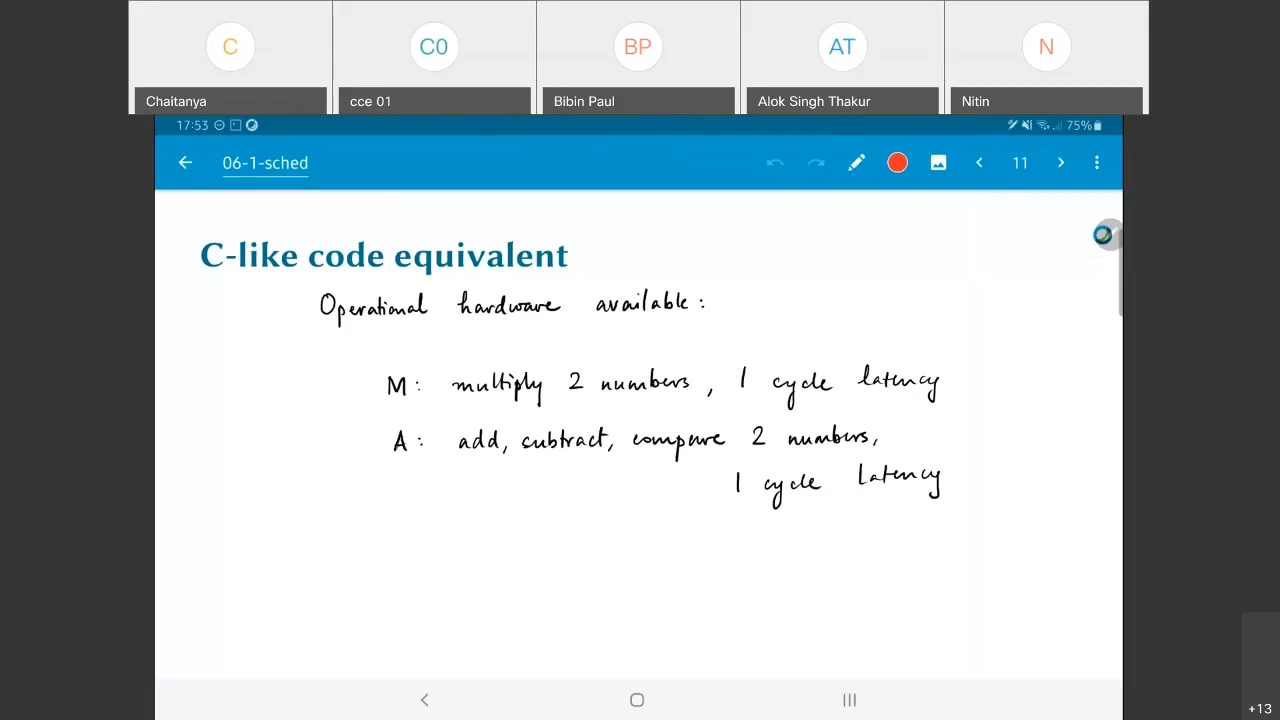 C C0 BP AT N
Chaitanya cce 01 Bibin Paul Alok Singh Thakur Nitin
17:53 75%
06-1-sched 11
C-like code equivalent
Operational hardware available:
M: multiply 2 numbers, 1 cycle latency
A: add, subtract, compare 2 numbers,
1 cycle latency
+13